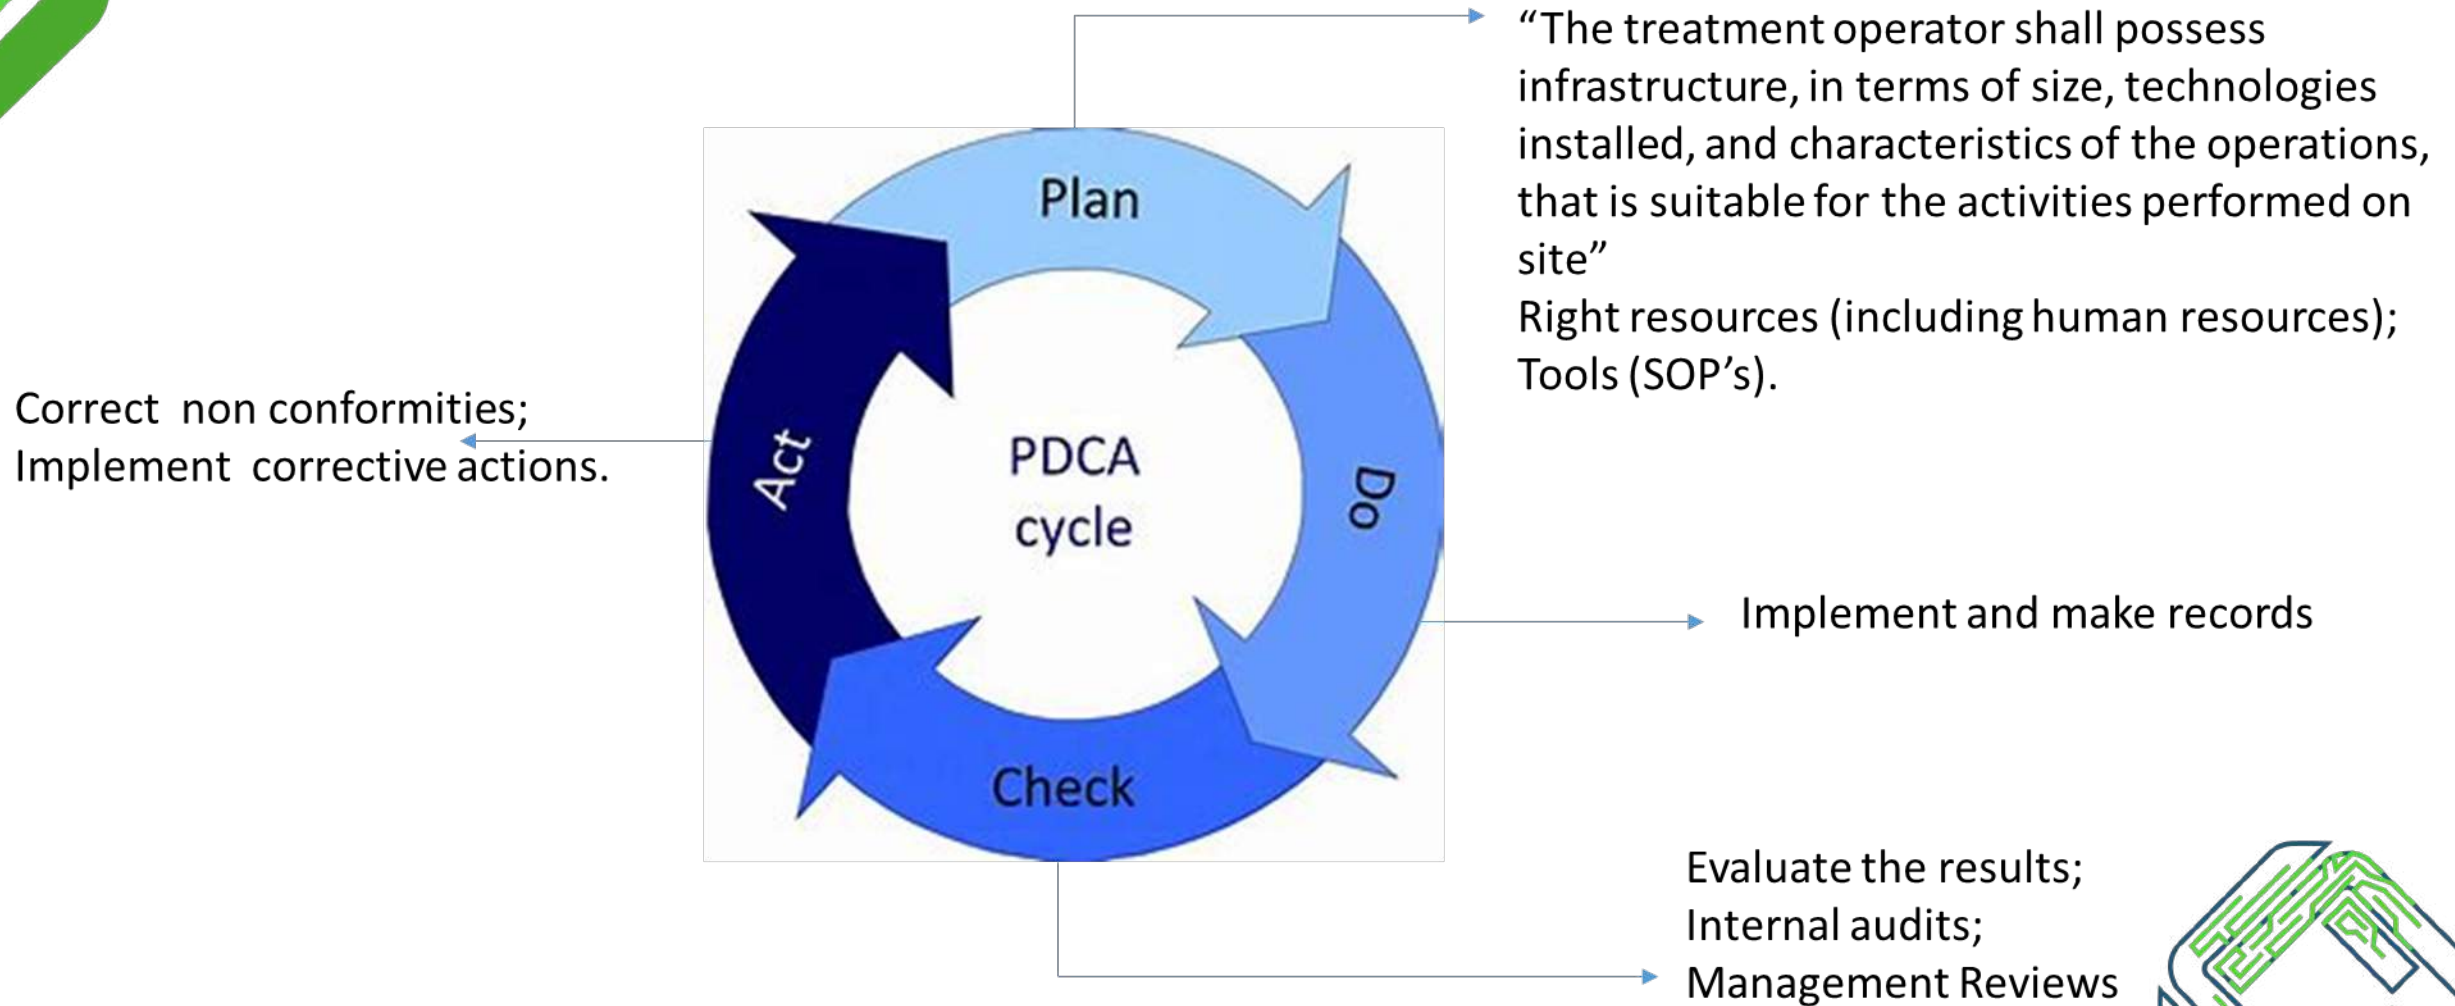 “The treatment operator shall possess
infrastructure, in terms of size, technologies
installed, and characteristics of the operations,
that is suitable for the activities performed on
site”
Right resources (including human resources);
Tools (SOP’s).
Plan
Correct non conformities;
Implement corrective actions.
Act
PDCA
cycle
Do
Implement and make records
Check
Evaluate the results;
Internal audits;
Management Reviews